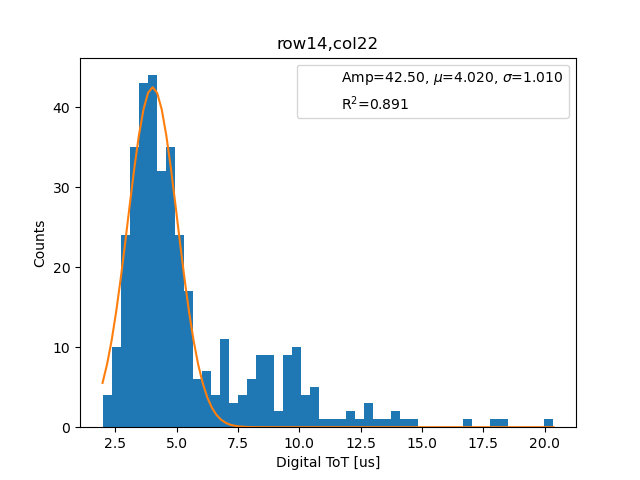 row14,col22
Amp=42.50, μ=4.020, σ=1.010
R²=0.891
Counts
40
30
20
10
0
2.5 5.0 7.5 10.0 12.5 15.0 17.5 20.0
Digital ToT [us]